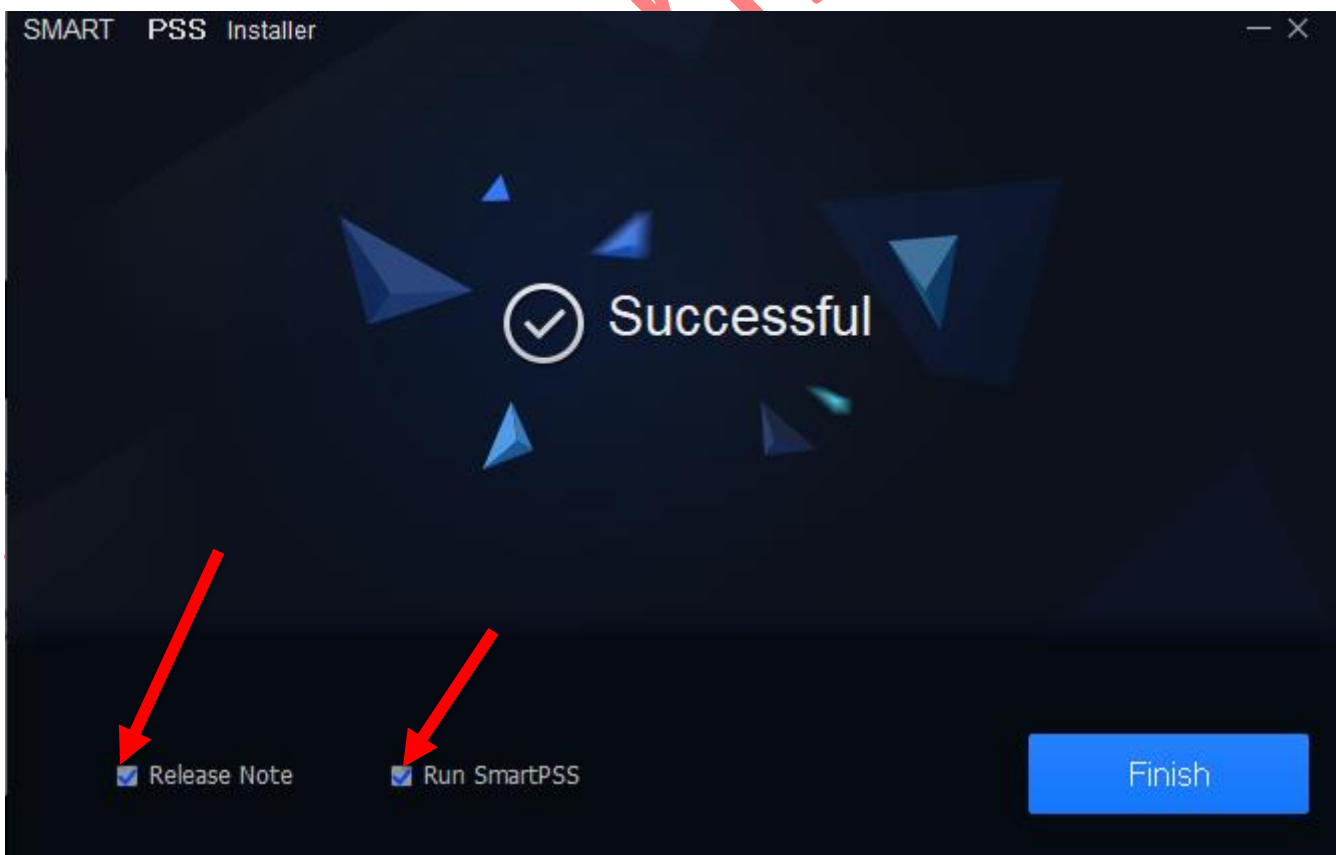 SMART PSS Installer
Successful
Release Note
Run SmartPSS
Finish